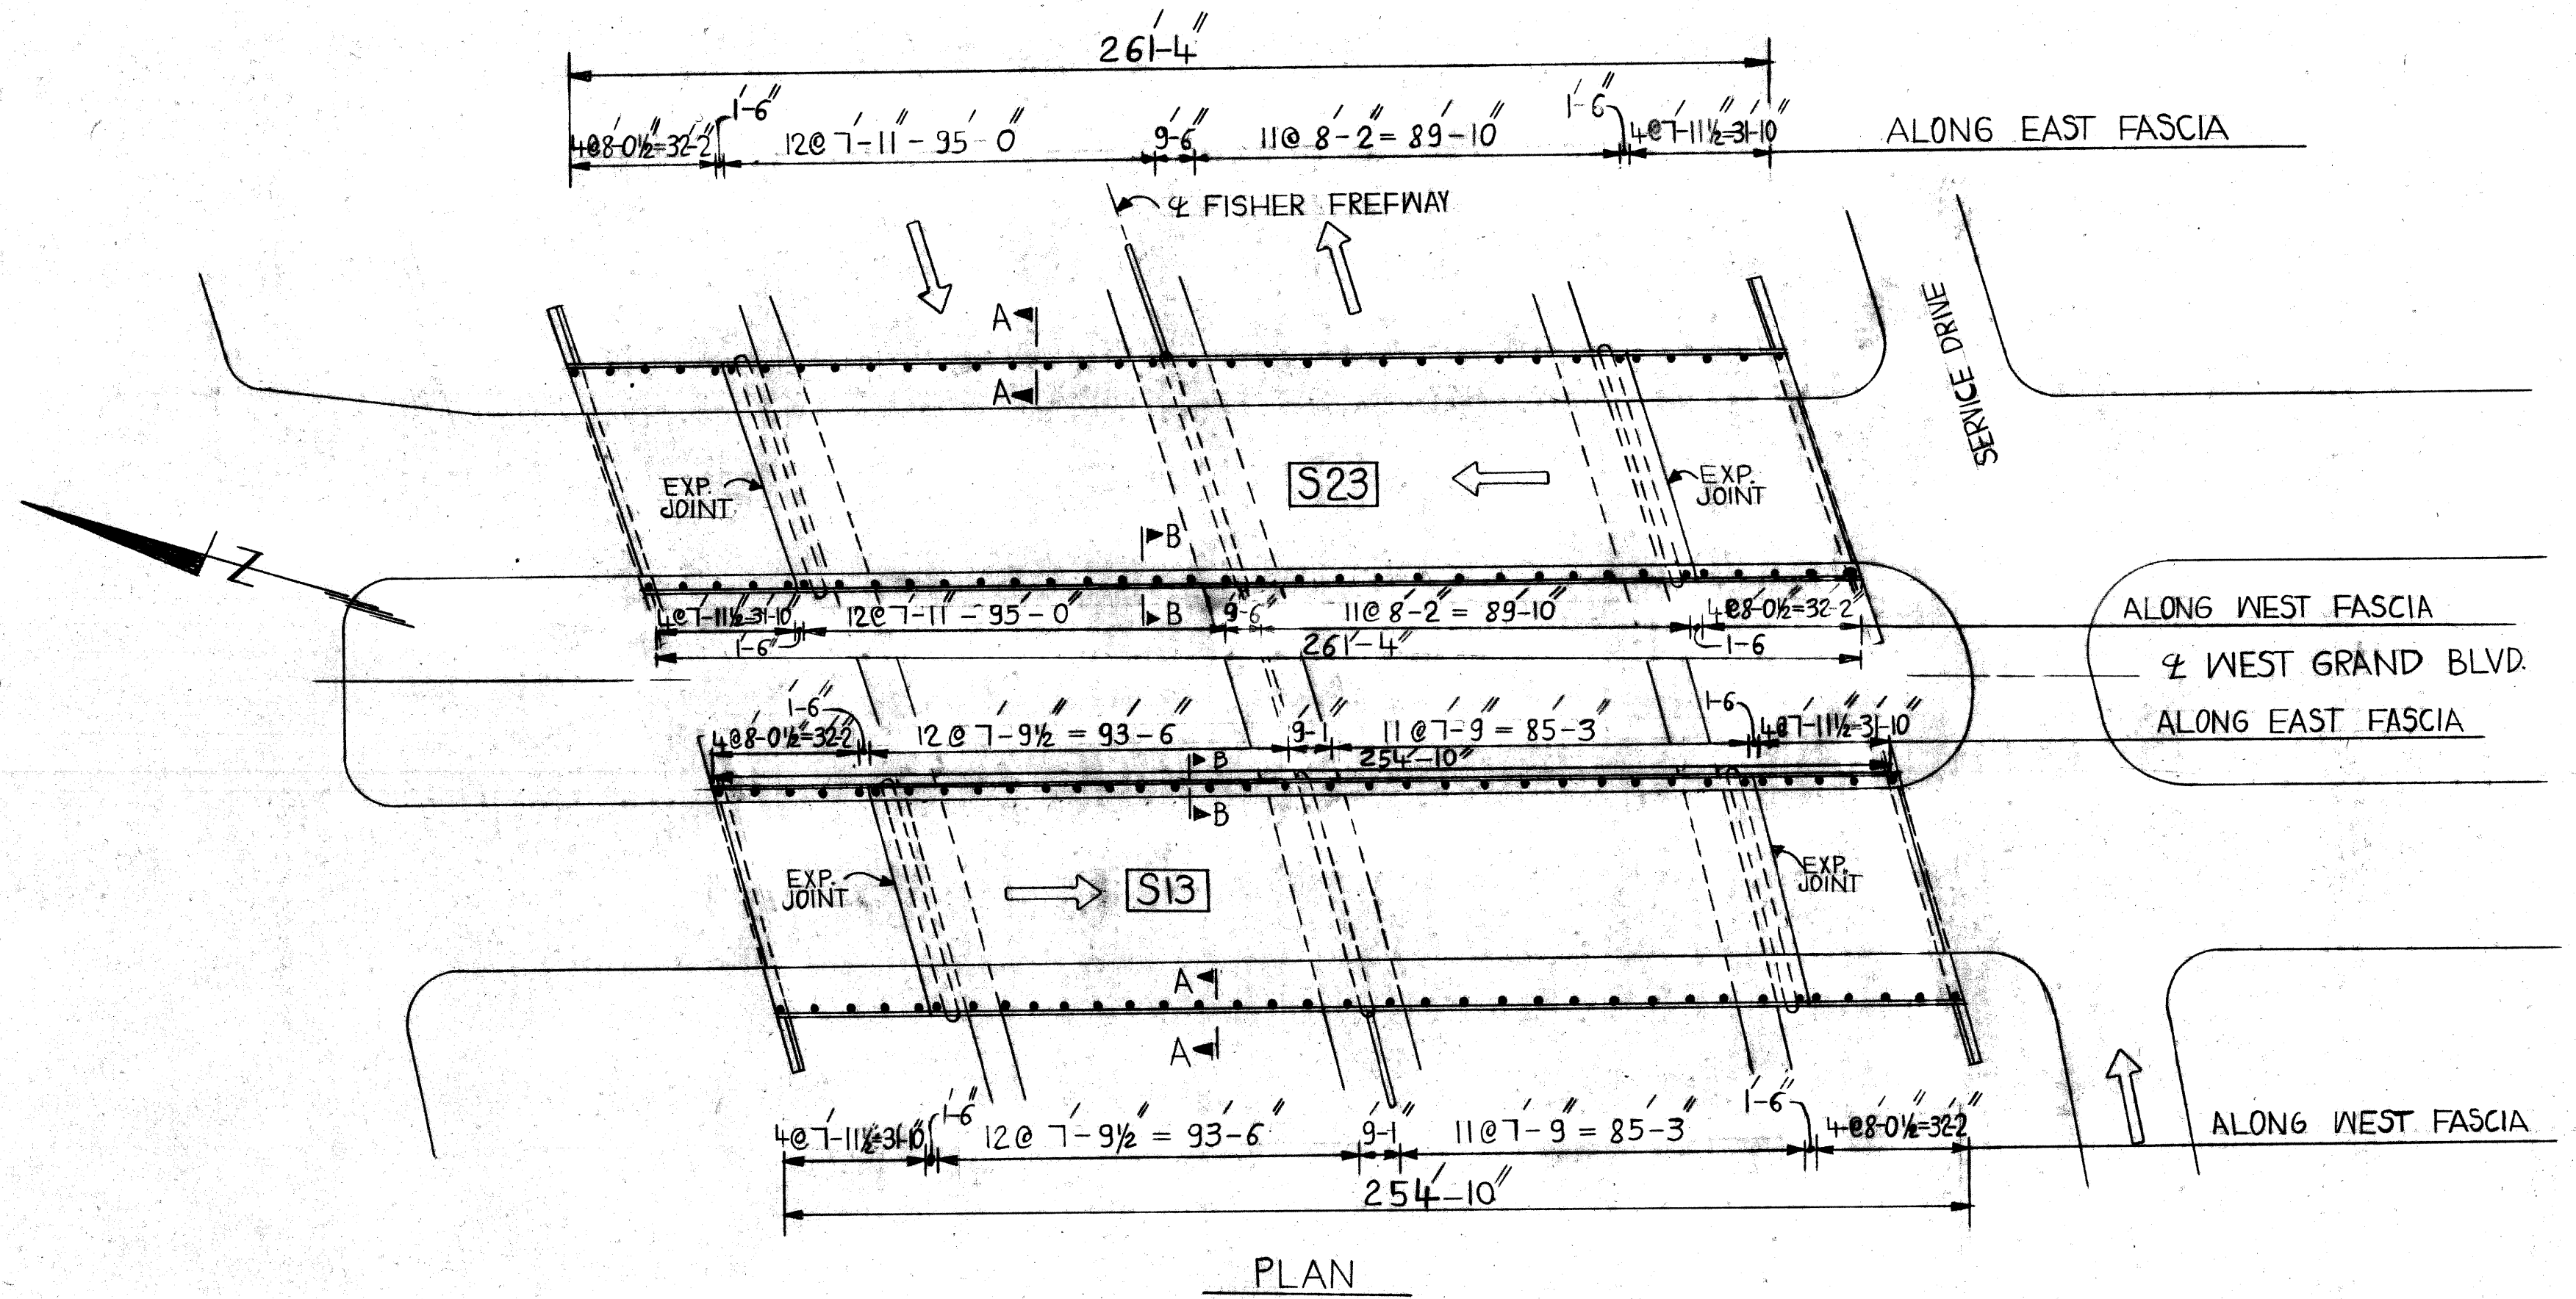 261'-4"
4@8'-0½"=32'-2"
1'-6"
12@ 7'-11" - 95'-0"
9'-6"
11@ 8'-2" = 89'-10"
1'-6"
4@7'-11½"=31'-10"
ALONG EAST FASCIA
℄ FISHER FREFWAY
A
A
SERVICE DRIVE
EXP. JOINT
S23
EXP. JOINT
B
N
4@7'-11½"=31'-10"
12@ 7'-11" - 95'-0"
B
9'-6"
11@ 8'-2" = 89'-10"
4@8'-0½"=32'-2"
ALONG WEST FASCIA
1'-6"
261'-4"
1-6
℄ WEST GRAND BLVD.
1'-6"
1-6
4@8'-0½"=32'-2"
12@ 7'-9½" = 93'-6"
9'-1"
11@7'-9" = 85'-3"
4@7'-11½"=31'-10"
ALONG EAST FASCIA
254'-10"
B
B
EXP. JOINT
S13
EXP. JOINT
A
A
4@7'-11½"=31'-10"
1'-6"
12@ 7'-9½" = 93'-6"
9'-1"
11@7'-9" = 85'-3"
1'-6"
4@8'-0½"=32'-2"
ALONG WEST FASCIA
254'-10"
PLAN